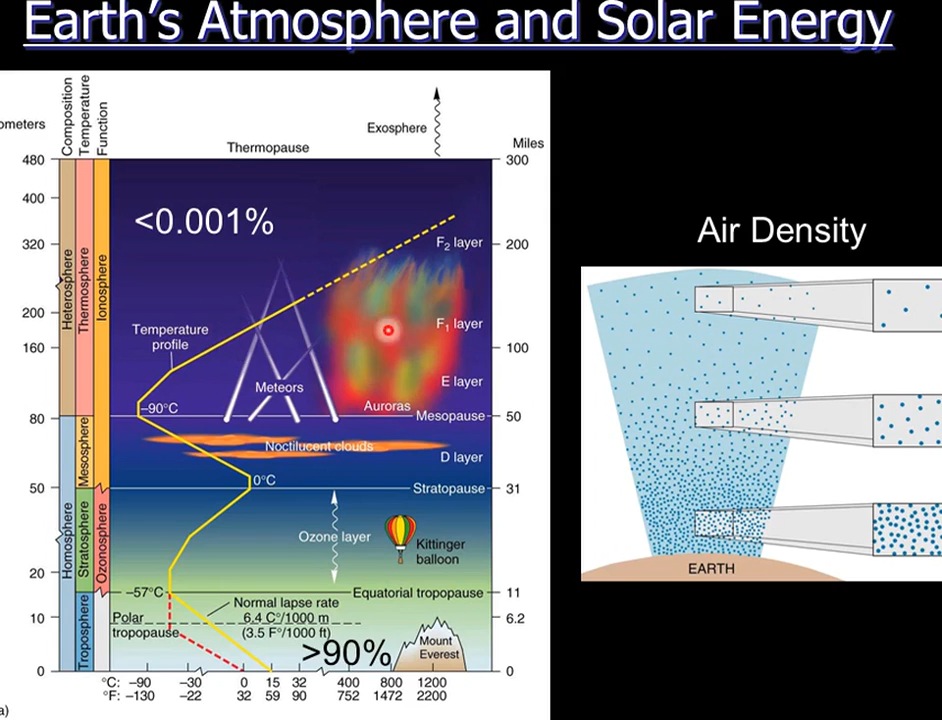 Earth's Atmosphere and Solar Energy
ometers
Composition
Temperature
Function
Exosphere
Thermopause
Miles
480
300
400
<0.001%
Air Density
320
F2 layer
200
Heterosphere
Thermosphere
Ionosphere
200
F1 layer
Temperature
profile
160
100
E layer
Meteors
–90°C
Auroras
80
Mesopause
50
Noctilucent clouds
Mesosphere
D layer
0°C
50
Stratopause
31
Homosphere
Stratosphere
Ozonosphere
Ozone layer
Kittinger
balloon
EARTH
20
–57°C
Equatorial tropopause
11
Normal lapse rate
10
Polar
tropopause
6.4 C°/1000 m
(3.5 F°/1000 ft)
6.2
Troposphere
>90%
Mount
Everest
0
0
°C: –90 –30 0 15 32 400 800 1200
°F: –130 –22 32 59 90 752 1472 2200
a)